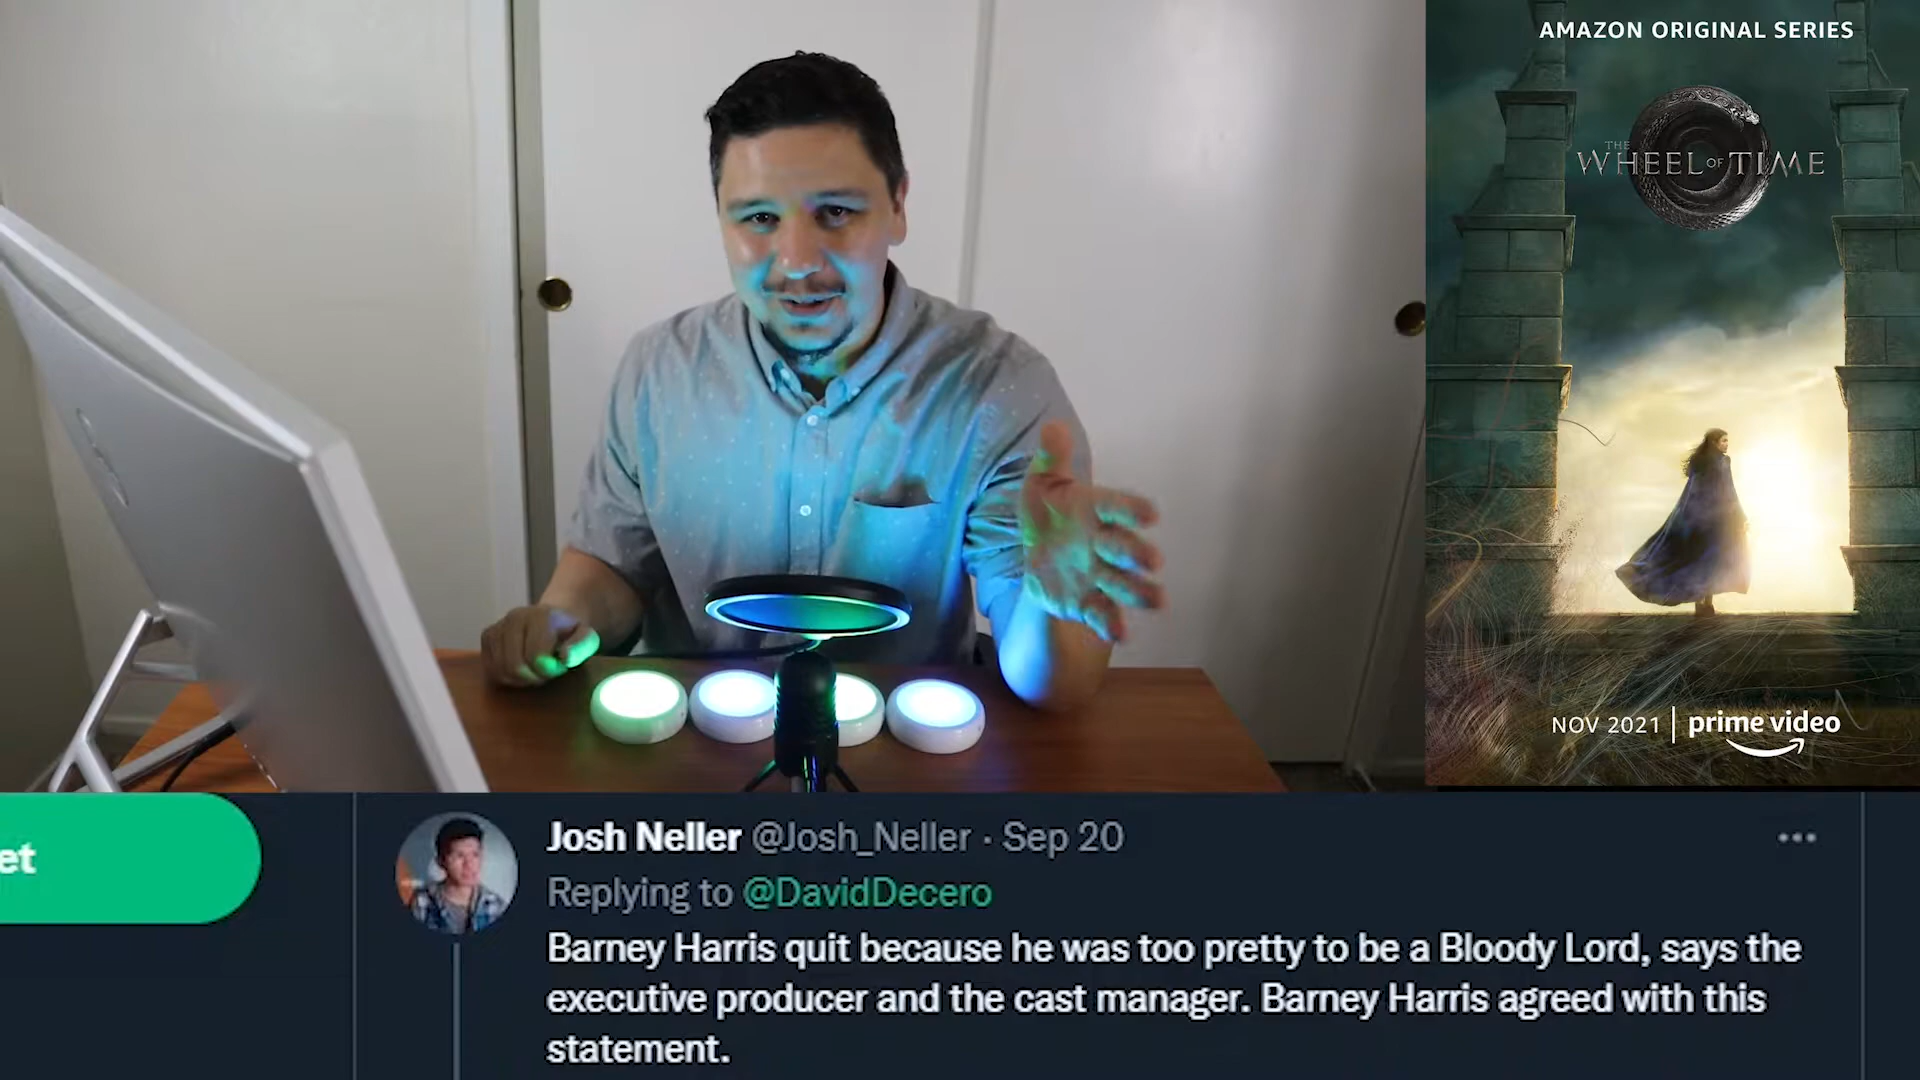 AMAZON ORIGINAL SERIES
THE
WHEEL OF TIME
NOV 2021 | prime video
et
Josh Neller @Josh_Neller · Sep 20
Replying to @DavidDecero
Barney Harris quit because he was too pretty to be a Bloody Lord, says the
executive producer and the cast manager. Barney Harris agreed with this
statement.